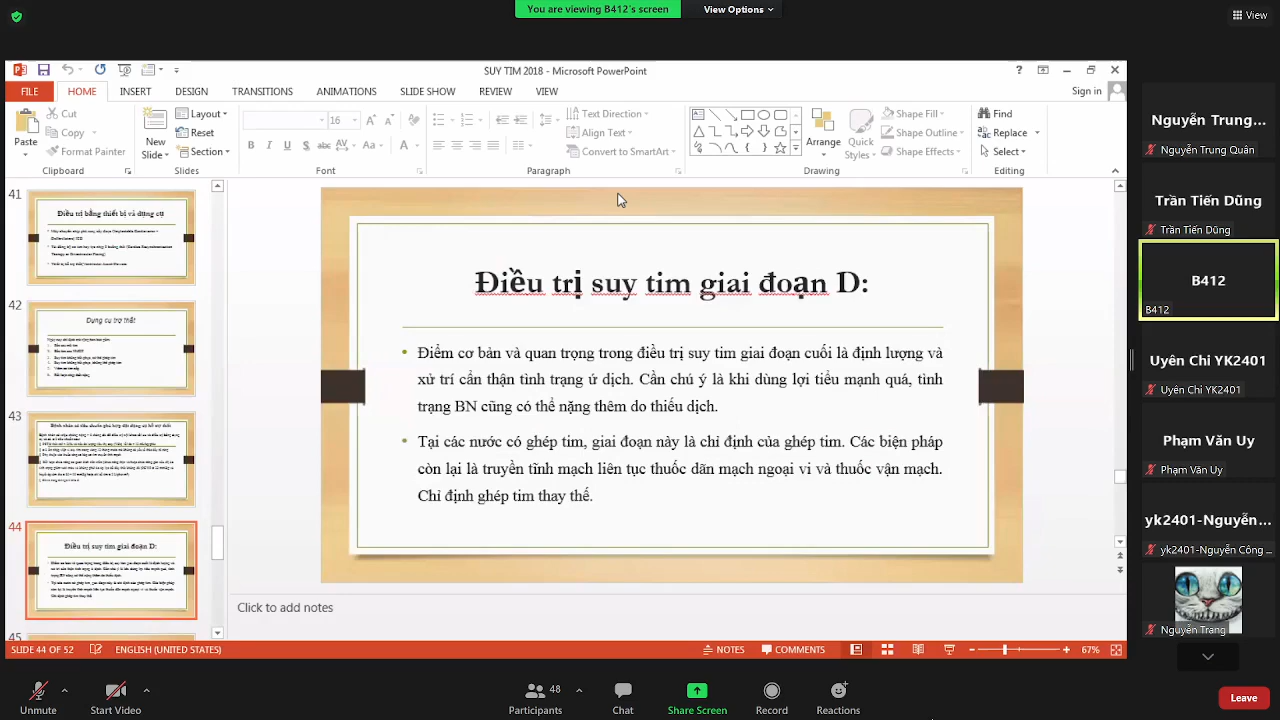 You are viewing B412's screen
View Options
View
SUY TIM 2018 - Microsoft PowerPoint
FILE HOME INSERT DESIGN TRANSITIONS ANIMATIONS SLIDE SHOW REVIEW VIEW
Sign in
Paste
Cut
Copy
Format Painter
Clipboard
New
Slide
Layout
Reset
Section
Slides
16
Font
Text Direction
Align Text
Convert to SmartArt
Paragraph
Arrange
Quick
Styles
Shape Fill
Shape Outline
Shape Effects
Drawing
Find
Replace
Select
Editing
41
Điều trị bằng thiết bị và dụng cụ
42
Dụng cụ trợ thất
43
44
Điều trị suy tim giai đoạn D:
45
Điều trị suy tim giai đoạn D:
• Điểm cơ bản và quan trọng trong điều trị suy tim giai đoạn cuối là định lượng và
xử trí cẩn thận tình trạng ứ dịch. Cần chú ý là khi dùng lợi tiểu mạnh quá, tình
trạng BN cũng có thể nặng thêm do thiếu dịch.
• Tại các nước có ghép tim, giai đoạn này là chỉ định của ghép tim. Các biện pháp
còn lại là truyền tĩnh mạch liên tục thuốc dãn mạch ngoại vi và thuốc vận mạch.
Chỉ định ghép tim thay thế.
Click to add notes
SLIDE 44 OF 52
ENGLISH (UNITED STATES)
NOTES
COMMENTS
67%
Nguyễn Trung...
Nguyễn Trung Quân
Trần Tiến Dũng
Trần Tiến Dũng
B412
B412
Uyên Chi YK2401
Uyên Chi YK2401
Phạm Văn Uy
Phạm Văn Uy
yk2401-Nguyễn...
yk2401-Nguyễn Công...
Nguyễn Trang
Unmute
Start Video
Participants
48
Chat
Share Screen
Record
Reactions
Leave